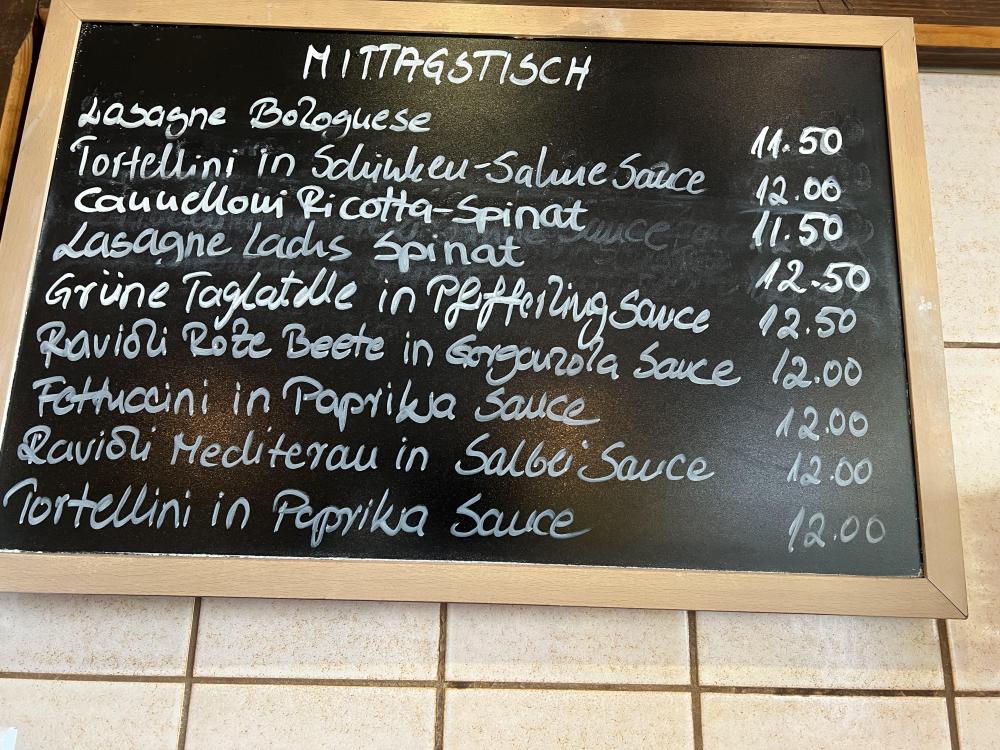 MITTAGSTISCH
Lasagne Bolognese 11.50
Tortellini in Schinken-Sahne Sauce 12.00
Cannelloni Ricotta-Spinat 11.50
Lasagne Lachs Spinat 12.50
Grüne Taglatelle in Pfifferling Sauce 12.50
Ravioli Rote Beete in Gorganzola Sauce 12.00
Fettuccini in Paprika Sauce 12.00
Ravioli Mediteran in Salbei Sauce 12.00
Tortellini in Paprika Sauce 12.00